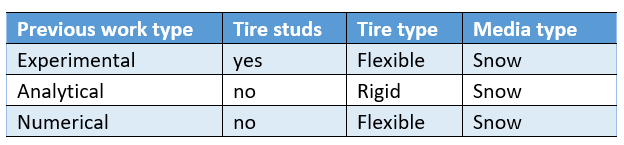 Previous work type Tire studs Tire type Media type
Experimental yes Flexible Snow
Analytical no Rigid Snow
Numerical no Flexible Snow